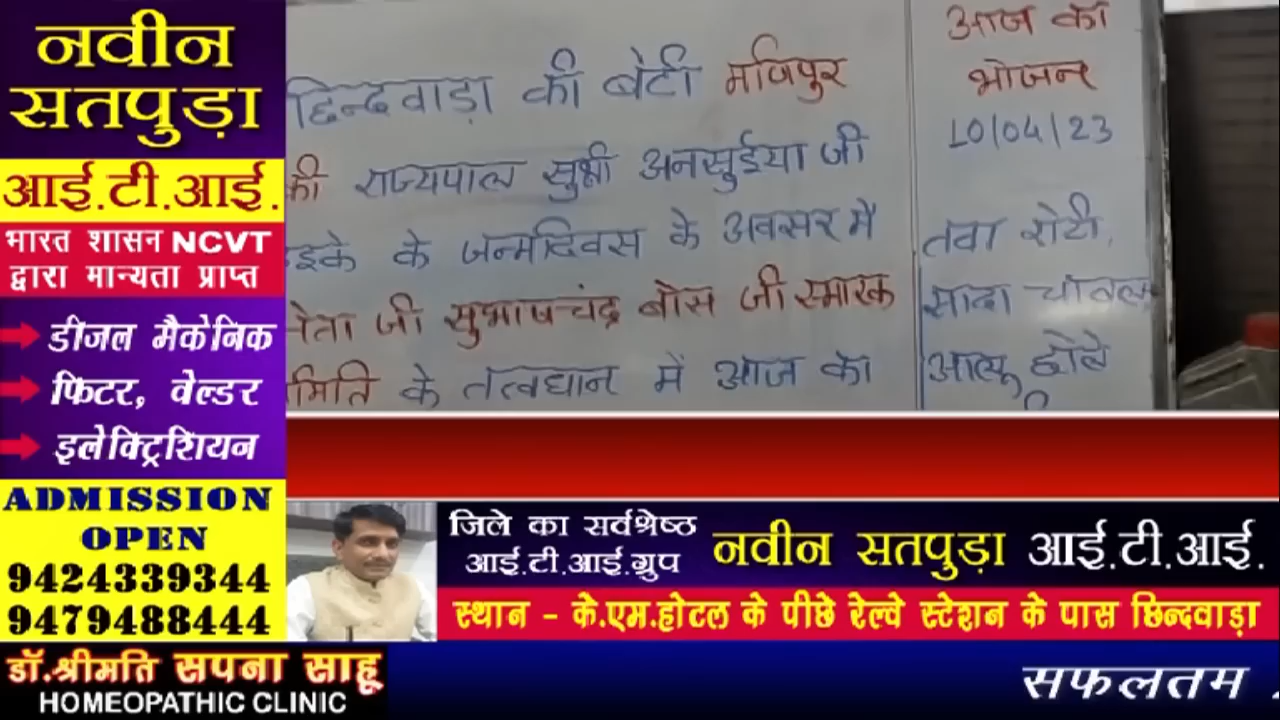 नवीन
सतपुड़ा
आई.टी.आई.
भारत शासन NCVT
द्वारा मान्यता प्राप्त
डीजल मैकेनिक
फिटर, वेल्डर
इलेक्ट्रिशियन
ADMISSION
OPEN
9424339344
9479488444
डॉ.श्रीमति सपना साहू
HOMEOPATHIC CLINIC
छिन्दवाड़ा की बेटी मणिपुर
की राज्यपाल सुश्री अनसुईया जी
इके के जन्मदिवस के अवसर में
नेता जी सुभाषचंद्र बोस जी स्मारक
मिति के तत्वधान में आज का
आज का
भोजन
10/04/23
तवा रोटी,
सादा चांवल
आलू छोले
जिले का सर्वश्रेष्ठ
आई.टी.आई.ग्रुप
नवीन सतपुड़ा आई.टी.आई.
स्थान - के.एम.होटल के पीछे रेल्वे स्टेशन के पास छिन्दवाड़ा
सफलतम